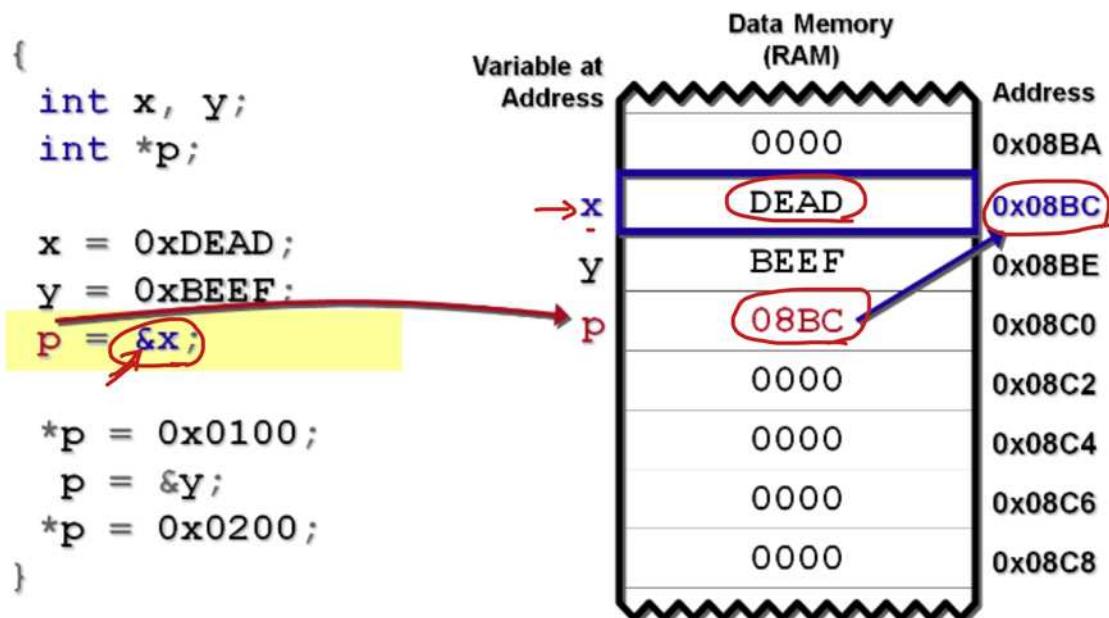 {
int x, y;
int *p;
x = 0xDEAD;
y = 0xBEEF;
p = &x;
*p = 0x0100;
p = &y;
*p = 0x0200;
}
Data Memory
(RAM)
Variable at
Address
Address
0000 0x08BA
x DEAD 0x08BC
y BEEF 0x08BE
p 08BC 0x08C0
0000 0x08C2
0000 0x08C4
0000 0x08C6
0000 0x08C8